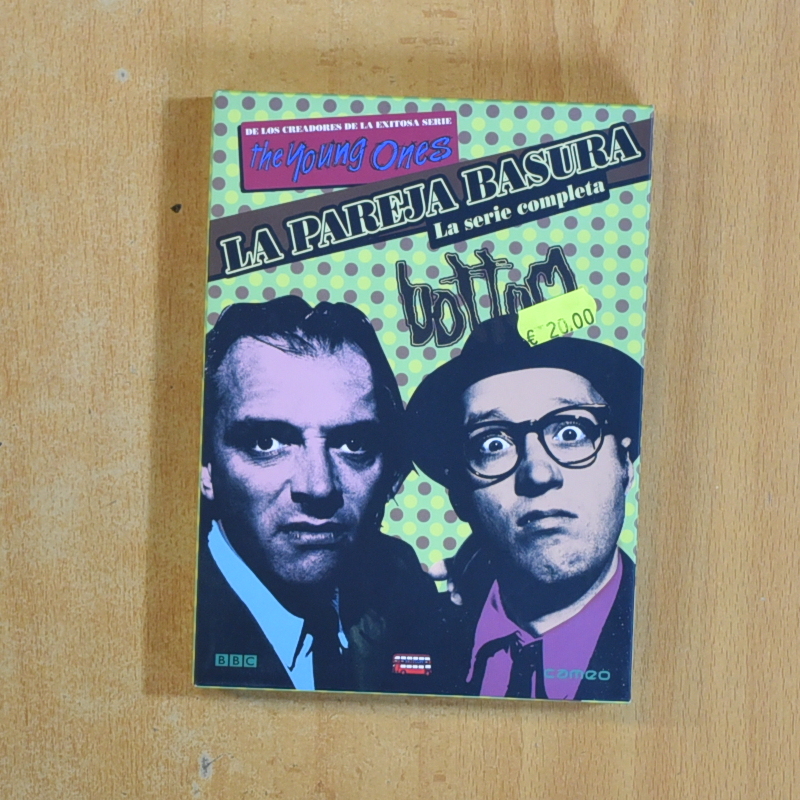 DE LOS CREADORES DE LA EXITOSA SERIE
the young ones
LA PAREJA BASURA
La serie completa
bottom
€ 20,00
BBC
cameo